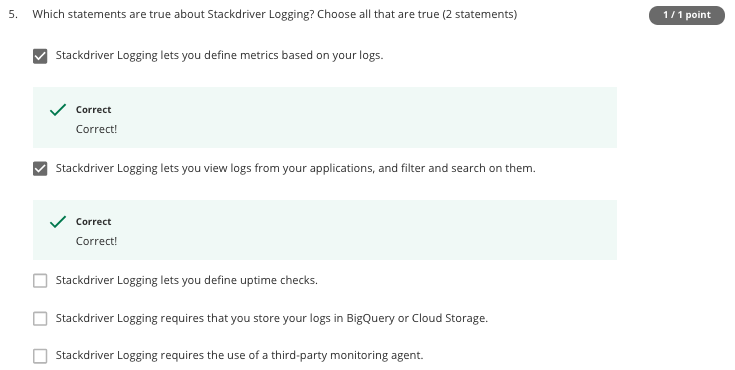 5. Which statements are true about Stackdriver Logging? Choose all that are true (2 statements)
1 / 1 point
Stackdriver Logging lets you define metrics based on your logs.
Correct
Correct!
Stackdriver Logging lets you view logs from your applications, and filter and search on them.
Correct
Correct!
Stackdriver Logging lets you define uptime checks.
Stackdriver Logging requires that you store your logs in BigQuery or Cloud Storage.
Stackdriver Logging requires the use of a third-party monitoring agent.